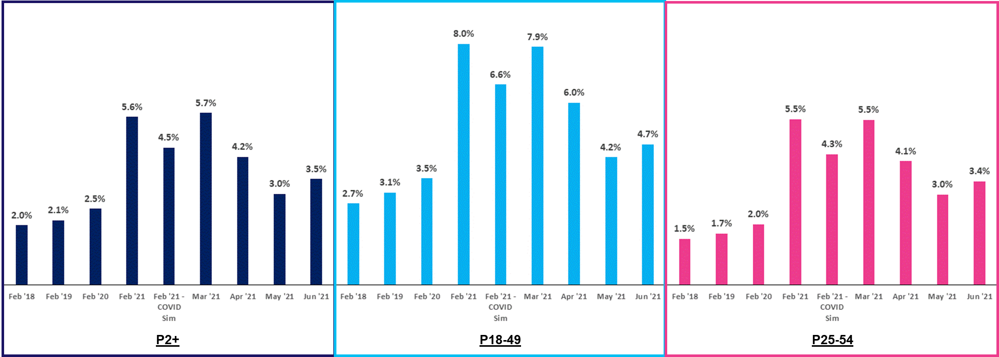 5.6%
5.7%
4.5%
4.2%
3.5%
3.0%
2.5%
2.1%
2.0%
Feb '18 Feb '19 Feb '20 Feb '21 Feb '21 - Mar '21 Apr '21 May '21 Jun '21
COVID
Sim
P2+
8.0%
7.9%
6.6%
6.0%
4.7%
4.2%
3.5%
3.1%
2.7%
Feb '18 Feb '19 Feb '20 Feb '21 Feb '21 - Mar '21 Apr '21 May '21 Jun '21
COVID
Sim
P18-49
5.5%
5.5%
4.3%
4.1%
3.4%
3.0%
2.0%
1.7%
1.5%
Feb '18 Feb '19 Feb '20 Feb '21 Feb '21 - Mar '21 Apr '21 May '21 Jun '21
COVID
Sim
P25-54